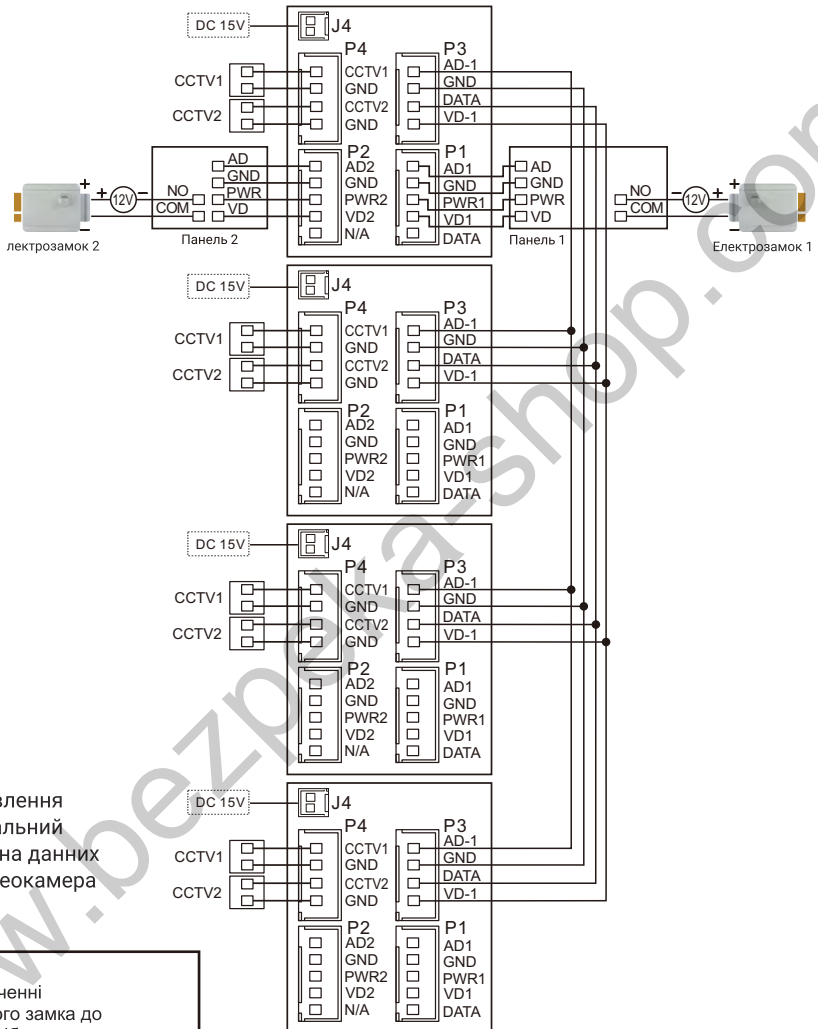 DC 15V
J4
P4
P3
CCTV1
CCTV2
CCTV1
GND
CCTV2
GND
AD-1
GND
DATA
VD-1
P2
P1
AD
GND
PWR
VD
AD2
GND
PWR2
VD2
N/A
AD1
GND
PWR1
VD1
DATA
AD
GND
PWR
VD
+
-
+
12V
-
NO
COM
NO
COM
-
12V
+
+
-
лектрозамок 2
Панель 2
Панель 1
Електрозамок 1
DC 15V
J4
P4
P3
CCTV1
CCTV2
CCTV1
GND
CCTV2
GND
AD-1
GND
DATA
VD-1
P2
P1
AD2
GND
PWR2
VD2
N/A
AD1
GND
PWR1
VD1
DATA
DC 15V
J4
P4
P3
CCTV1
CCTV2
CCTV1
GND
CCTV2
GND
AD-1
GND
DATA
VD-1
P2
P1
AD2
GND
PWR2
VD2
N/A
AD1
GND
PWR1
VD1
DATA
DC 15V
J4
P4
P3
CCTV1
CCTV2
CCTV1
GND
CCTV2
GND
AD-1
GND
DATA
VD-1
P2
P1
AD2
GND
PWR2
VD2
N/A
AD1
GND
PWR1
VD1
DATA
влення
альний
на данних
еокамера
ченні
ого замка до
w.bezpeka-shop.co